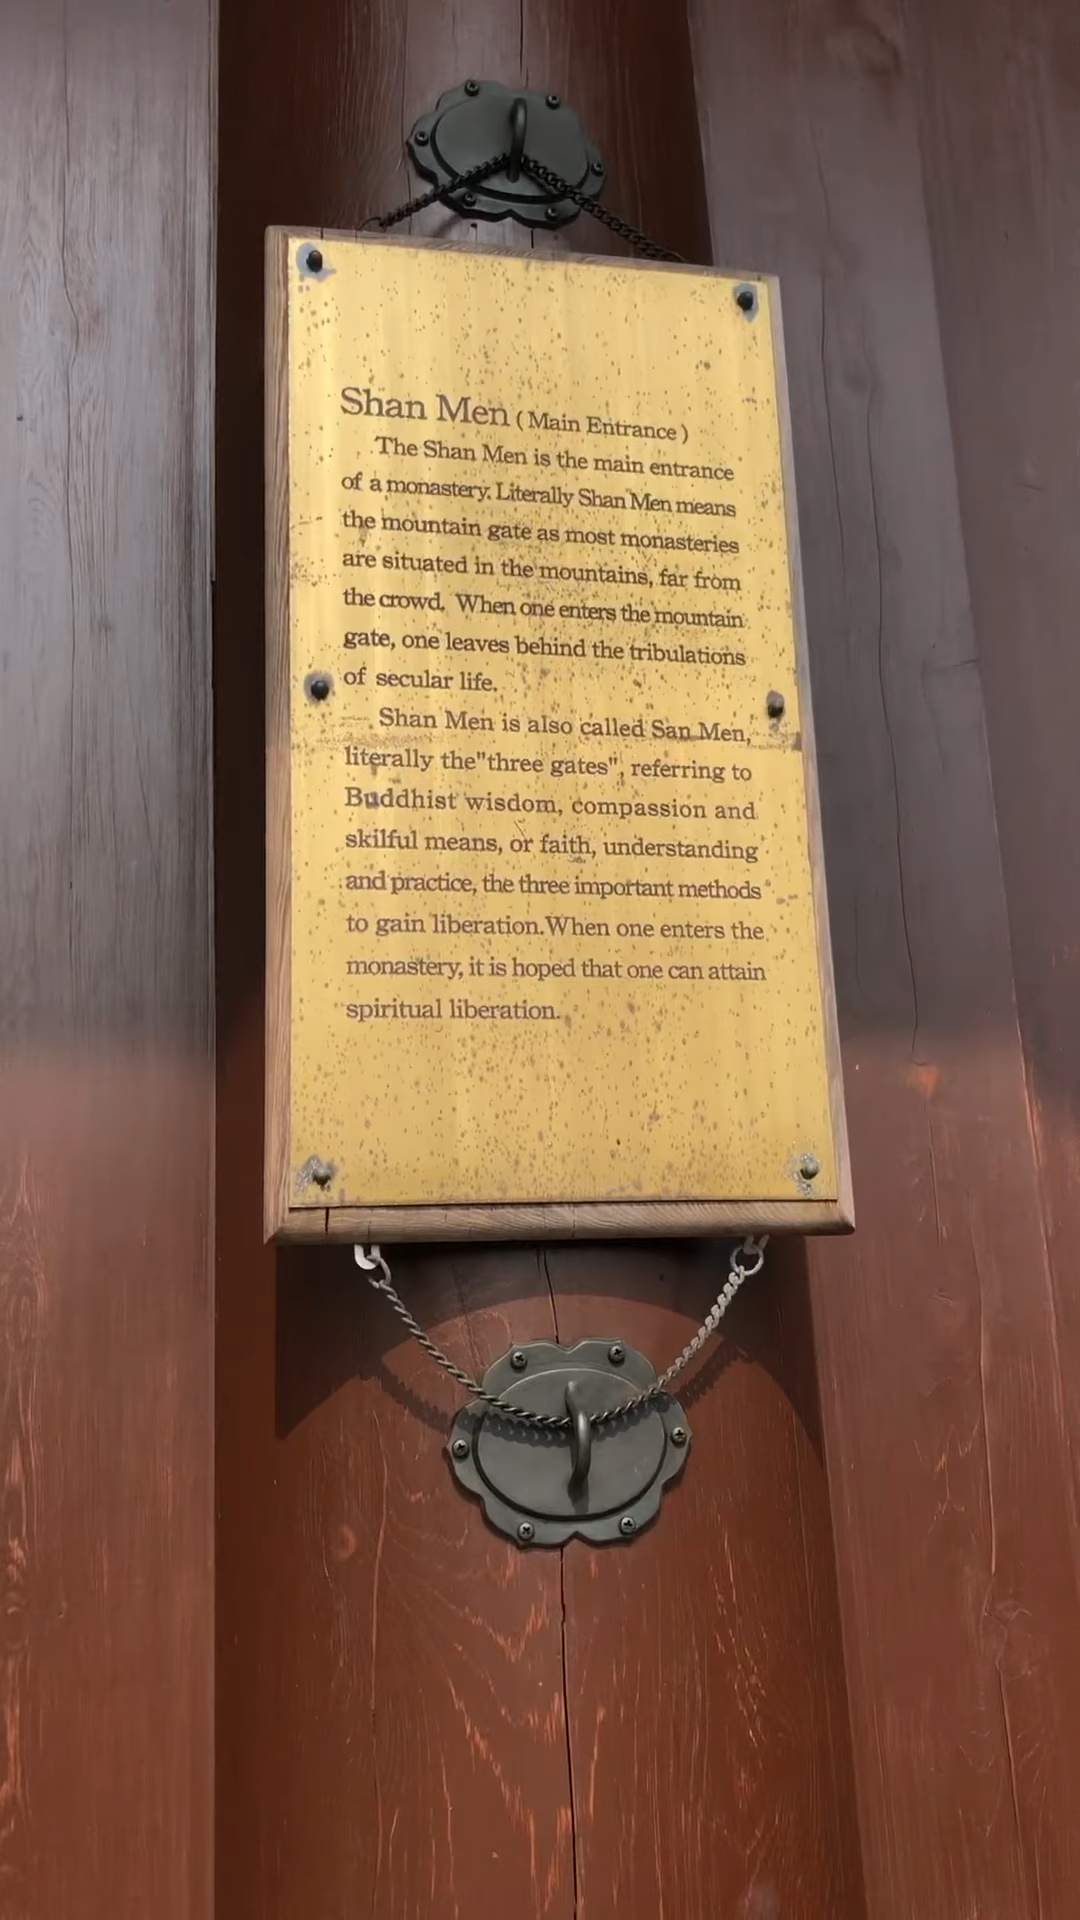 Shan Men ( Main Entrance )
The Shan Men is the main entrance
of a monastery. Literally Shan Men means
the mountain gate as most monasteries
are situated in the mountains, far from
the crowd. When one enters the mountain
gate, one leaves behind the tribulations
of secular life.
Shan Men is also called San Men,
literally the"three gates", referring to
Buddhist wisdom, compassion and
skilful means, or faith, understanding
and practice, the three important methods
to gain liberation.When one enters the
monastery, it is hoped that one can attain
spiritual liberation.